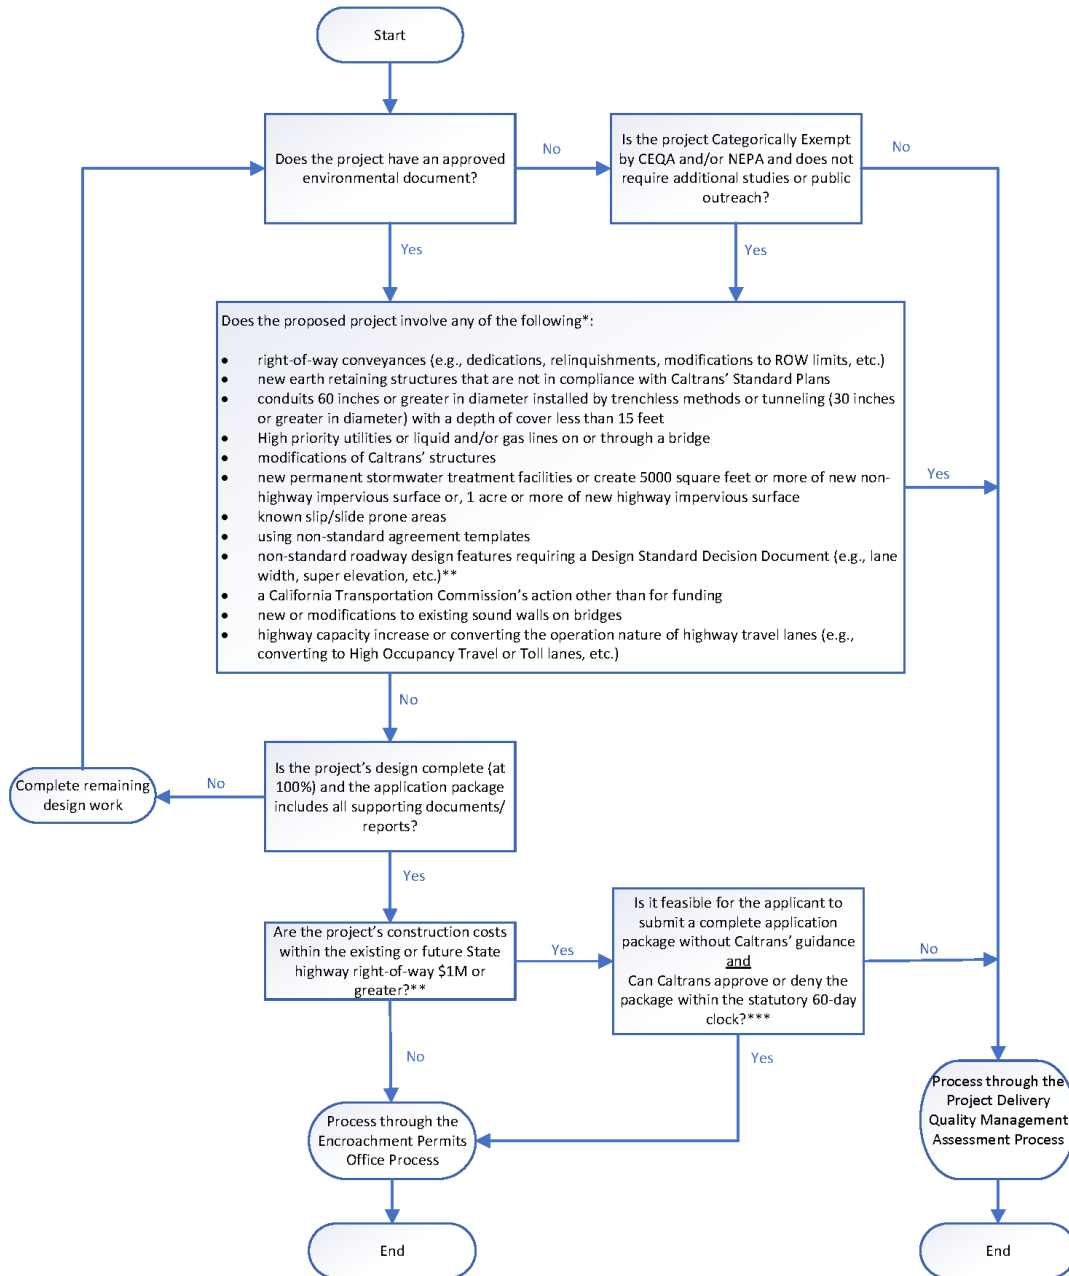 Start
Does the project have an approved
environmental document?
No
Is the project Categorically Exempt
by CEQA and/or NEPA and does not
require additional studies or public
outreach?
No
Yes
Yes
Does the proposed project involve any of the following*:
• right-of-way conveyances (e.g., dedications, relinquishments, modifications to ROW limits, etc.)
• new earth retaining structures that are not in compliance with Caltrans' Standard Plans
• conduits 60 inches or greater in diameter installed by trenchless methods or tunneling (30 inches
or greater in diameter) with a depth of cover less than 15 feet
• High priority utilities or liquid and/or gas lines on or through a bridge
• modifications of Caltrans' structures
• new permanent stormwater treatment facilities or create 5000 square feet or more of new non-
highway impervious surface or, 1 acre or more of new highway impervious surface
• known slip/slide prone areas
• using non-standard agreement templates
• non-standard roadway design features requiring a Design Standard Decision Document (e.g., lane
width, super elevation, etc.)**
• a California Transportation Commission's action other than for funding
• new or modifications to existing sound walls on bridges
• highway capacity increase or converting the operation nature of highway travel lanes (e.g.,
converting to High Occupancy Travel or Toll lanes, etc.)
Yes
No
Is the project's design complete (at
100%) and the application package
includes all supporting documents/
reports?
No
Complete remaining
design work
Yes
Are the project's construction costs
within the existing or future State
highway right-of-way $1M or
greater?**
Yes
Is it feasible for the applicant to
submit a complete application
package without Caltrans' guidance
and
Can Caltrans approve or deny the
package within the statutory 60-day
clock?***
No
No
Yes
Process through the
Encroachment Permits
Office Process
Process through the
Project Delivery
Quality Management
Assessment Process
End
End